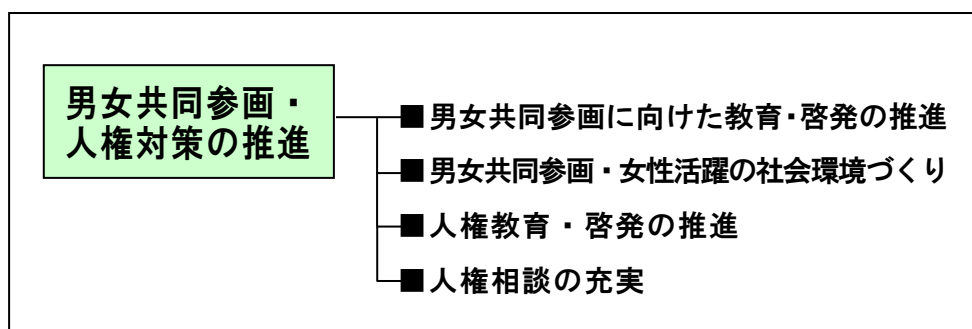 男女共同参画・
人権対策の推進
■男女共同参画に向けた教育・啓発の推進
■男女共同参画・女性活躍の社会環境づくり
■人権教育・啓発の推進
■人権相談の充実